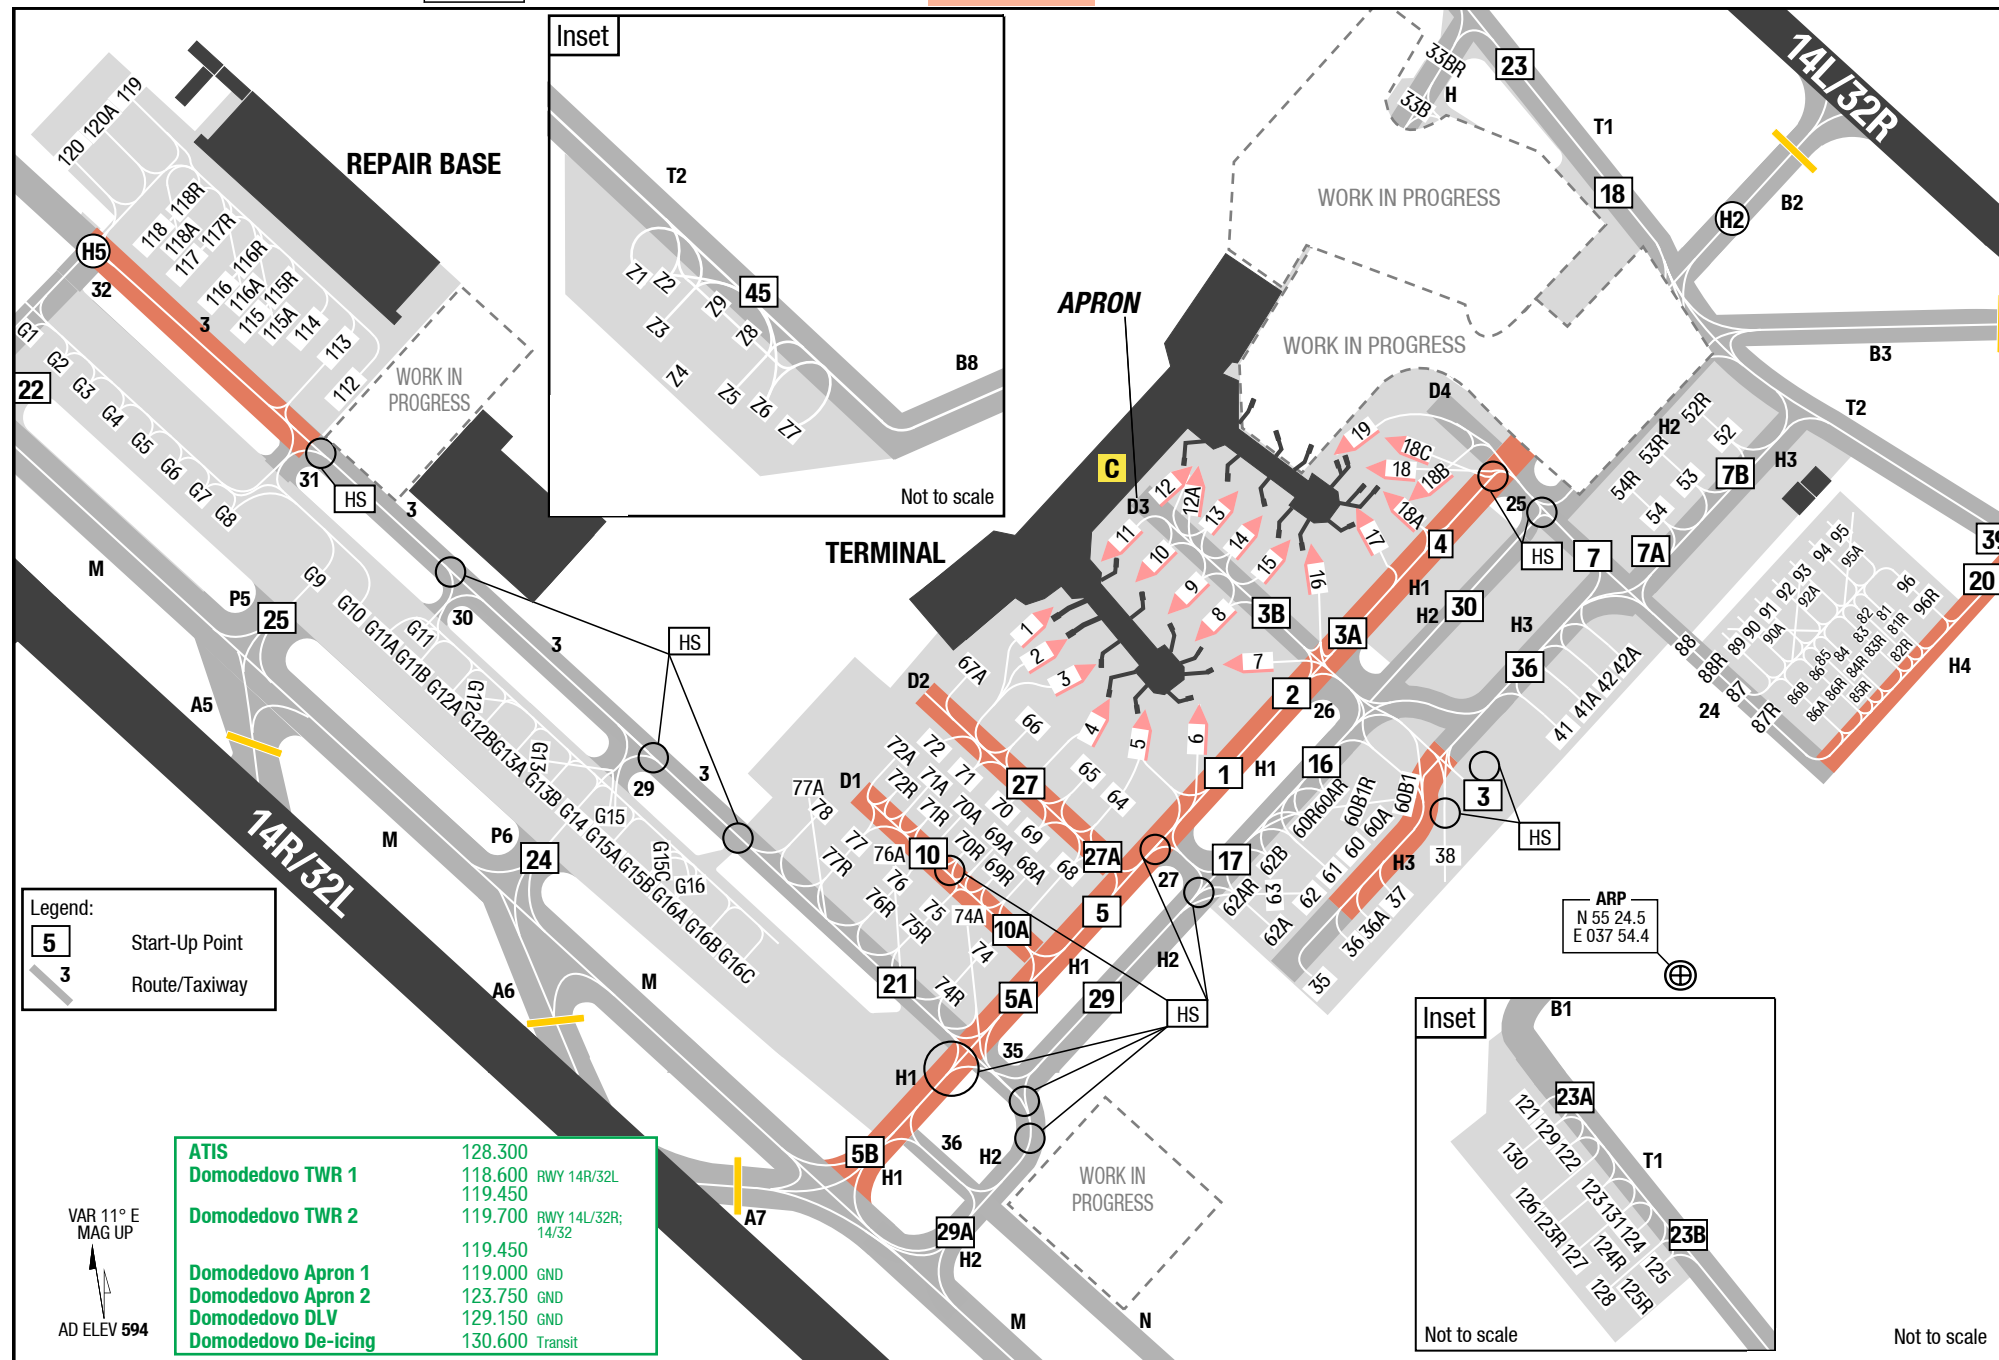 Inset
T2
45
Z1
Z2
Z3
Z4
Z9
Z8
Z5
Z6
Z7
B8
Not to scale
REPAIR BASE
120
120A
119
118R
118
118A
117R
117
116R
116
116A
115R
115
115A
114
113
112
H5
32
3
G1
G2
G3
G4
G5
G6
G7
G8
22
WORK IN
PROGRESS
31
HS
3
M
P5
25
G9
G10
G11A
G11
G11B
G12A
G12
G12B
G13A
G13
G13B
G14
G15
G15A
G15B
G15C
G16
G16A
G16B
G16C
30
3
HS
29
3
A5
14R/32L
M
P6
24
A6
M
Legend:
5
Start-Up Point
3
Route/Taxiway
33BR
33B
H
23
T1
18
14L/32R
H2
B2
B3
WORK IN PROGRESS
WORK IN PROGRESS
APRON
C
TERMINAL
D4
D3
19
18C
18
18B
18A
17
12
12A
13
14
15
16
11
10
9
8
7
1
2
3
4
5
6
3B
3A
4
2
1
H1
H1
H2
30
25
HS
7
7A
7B
H2
H3
T2
52R
52
53R
53
54R
54
39
20
H4
95
95A
94
93
92
92A
91
90
90A
89
88R
88
87
87R
96
96R
82
81
81R
83
83R
82R
84
84R
85
85R
86
86R
86A
86B
24
H3
36
42A
42
41A
41
26
16
60R
60AR
60B1R
60B1
60A
60
61
62
62B
62AR
63
62A
H3
3
HS
38
37
36A
36
35
67A
D2
66
65
64
27
72
72A
72R
71
71A
71R
70
70A
70R
69
69A
69R
68A
68
27A
D1
10
77A
78
77
77R
76A
76
76R
75
75R
74A
74
74R
10A
21
5A
5
H1
27
17
H2
29
HS
35
H1
36
H2
5B
H1
29A
H2
A7
M
N
WORK IN
PROGRESS
ARP
N 55 24.5
E 037 54.4
Inset
B1
23A
121
129
122
130
T1
123
131
124
126
123R
127
124R
125
128
125R
23B
Not to scale
Not to scale
VAR 11° E
MAG UP
AD ELEV 594
ATIS 128.300
Domodedovo TWR 1 118.600 RWY 14R/32L
119.450
Domodedovo TWR 2 119.700 RWY 14L/32R;
14/32
119.450
Domodedovo Apron 1 119.000 GND
Domodedovo Apron 2 123.750 GND
Domodedovo DLV 129.150 GND
Domodedovo De-icing 130.600 Transit